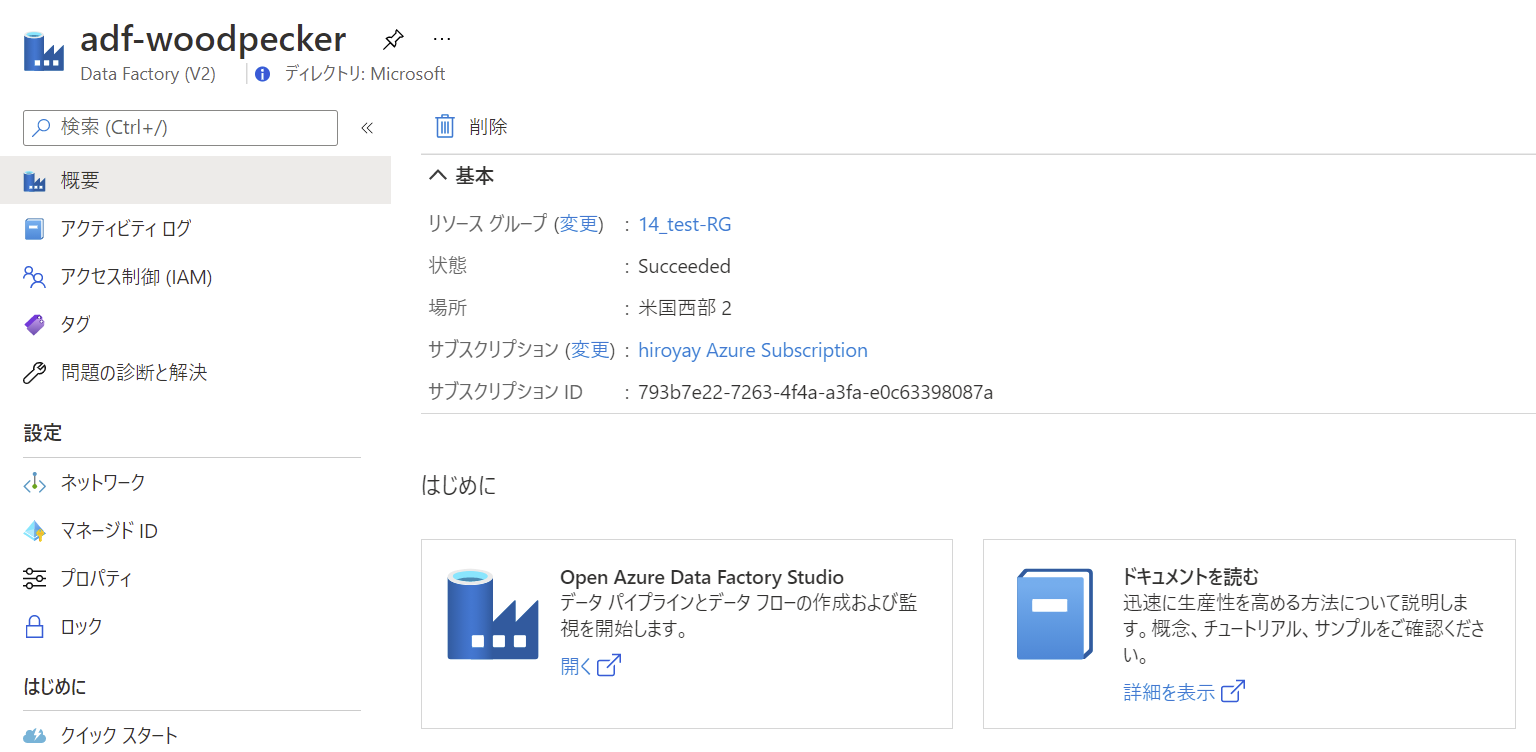 adf-woodpecker
Data Factory (V2)
ディレクトリ: Microsoft
検索 (Ctrl+/)
«
削除
概要
アクティビティ ログ
アクセス制御 (IAM)
タグ
問題の診断と解決
設定
ネットワーク
マネージド ID
プロパティ
ロック
はじめに
クイック スタート
基本
リソース グループ (変更) : 14_test-RG
状態 : Succeeded
場所 : 米国西部 2
サブスクリプション (変更) : hiroyay Azure Subscription
サブスクリプション ID : 793b7e22-7263-4f4a-a3fa-e0c63398087a
はじめに
Open Azure Data Factory Studio
データ パイプラインとデータ フローの作成および監
視を開始します。
開く
ドキュメントを読む
迅速に生産性を高める方法について説明しま
す。概念、チュートリアル、サンプルをご確認くださ
い。
詳細を表示